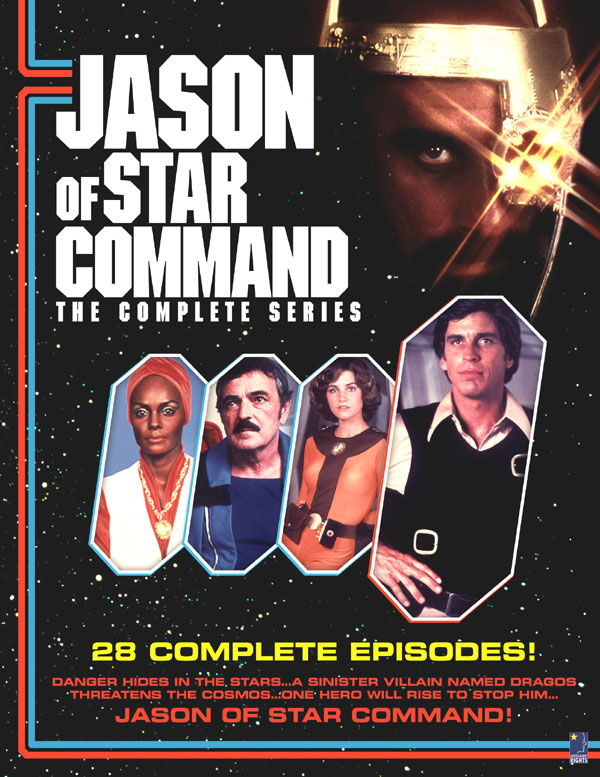 JASON
OF STAR
COMMAND
THE COMPLETE SERIES
28 COMPLETE EPISODES!
DANGER HIDES IN THE STARS...A SINISTER VILLAIN NAMED DRAGOS
THREATENS THE COSMOS...ONE HERO WILL RISE TO STOP HIM...
JASON OF STAR COMMAND!
RIGHTS